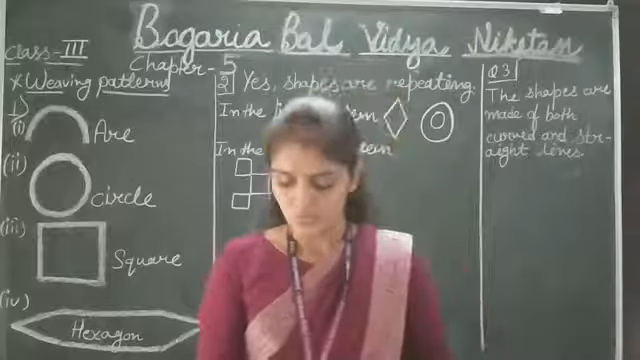 Bagaria Bal Vidya Niketan
Class-III
Chapter - 5
* Weaving patterns
1)
(i)
Arc
(ii)
circle
(iii)
Square
(iv)
Hexagon
2 Yes, shapes are repeating.
In the
In the
Q3
The shapes are
made of both
curved and str-
aight lines.